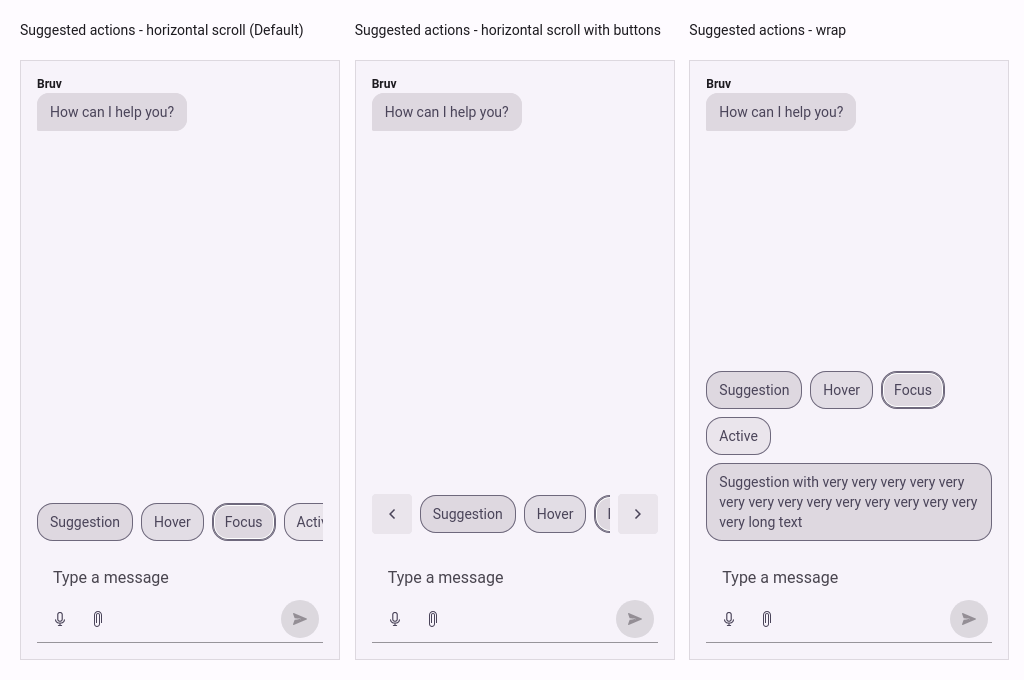 Suggested actions - horizontal scroll (Default)
Bruv
How can I help you?
Suggestion
Hover
Focus
Type a message
Suggested actions - horizontal scroll with buttons
Bruv
How can I help you?
Suggestion
Hover
Type a message
Suggested actions - wrap
Bruv
How can I help you?
Suggestion
Hover
Focus
Active
Suggestion with very very very very very
very very very very very very very very very
very long text
Type a message